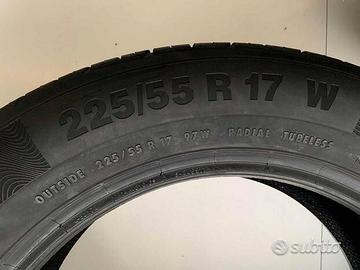 225/55 R 17 W
OUTSIDE 225/55 R 17 97W RADIAL TUBELESS
subito